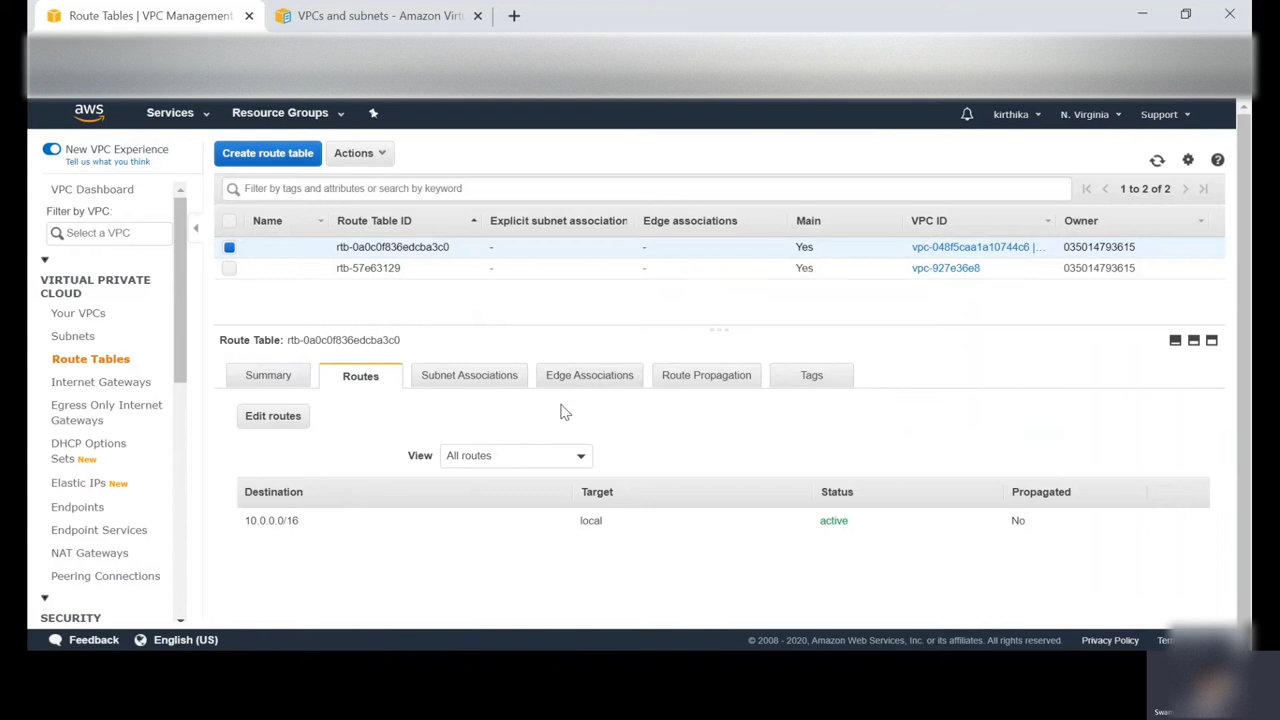 Route Tables | VPC Management
VPCs and subnets - Amazon Virt
aws
Services
Resource Groups
kirthika
N. Virginia
Support
New VPC Experience
Tell us what you think
VPC Dashboard
Filter by VPC:
Select a VPC
VIRTUAL PRIVATE
CLOUD
Your VPCs
Subnets
Route Tables
Internet Gateways
Egress Only Internet
Gateways
DHCP Options
Sets New
Elastic IPs New
Endpoints
Endpoint Services
NAT Gateways
Peering Connections
SECURITY
Create route table
Actions
Filter by tags and attributes or search by keyword
1 to 2 of 2
Name Route Table ID Explicit subnet association Edge associations Main VPC ID Owner
rtb-0a0c0f836edcba3c0 - - Yes vpc-048f5caa1a10744c6 |... 035014793615
rtb-57e63129 - - Yes vpc-927e36e8 035014793615
Route Table: rtb-0a0c0f836edcba3c0
Summary Routes Subnet Associations Edge Associations Route Propagation Tags
Edit routes
View All routes
Destination Target Status Propagated
10.0.0.0/16 local active No
Feedback English (US)
© 2008 - 2020, Amazon Web Services, Inc. or its affiliates. All rights reserved. Privacy Policy